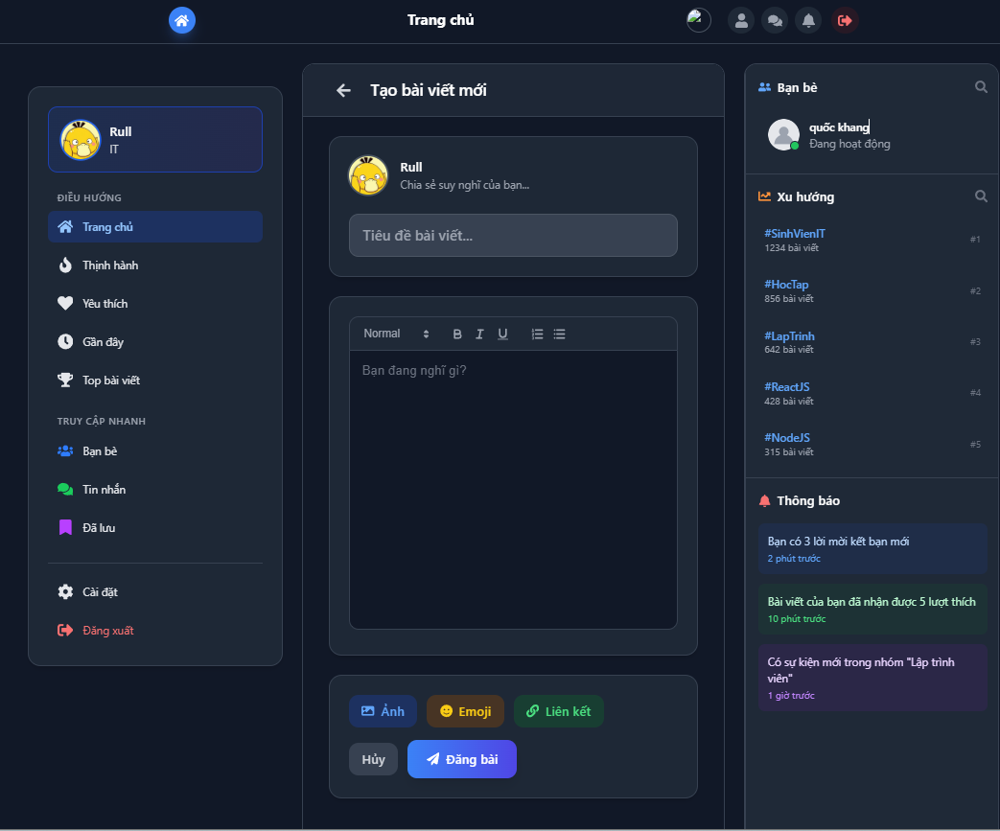 Trang chủ
Rull
IT
ĐIỀU HƯỚNG
Trang chủ
Thịnh hành
Yêu thích
Gần đây
Top bài viết
TRUY CẬP NHANH
Bạn bè
Tin nhắn
Đã lưu
Cài đặt
Đăng xuất
Tạo bài viết mới
Rull
Chia sẻ suy nghĩ của bạn...
Tiêu đề bài viết...
Normal B I U
Bạn đang nghĩ gì?
Ảnh Emoji Liên kết
Hủy Đăng bài
Bạn bè
quốc khang
Đang hoạt động
Xu hướng
#SinhVienIT
1234 bài viết
#1
#HocTap
856 bài viết
#2
#LapTrinh
642 bài viết
#3
#ReactJS
428 bài viết
#4
#NodeJS
315 bài viết
#5
Thông báo
Bạn có 3 lời mời kết bạn mới
2 phút trước
Bài viết của bạn đã nhận được 5 lượt thích
10 phút trước
Có sự kiện mới trong nhóm "Lập trình
viên"
1 giờ trước